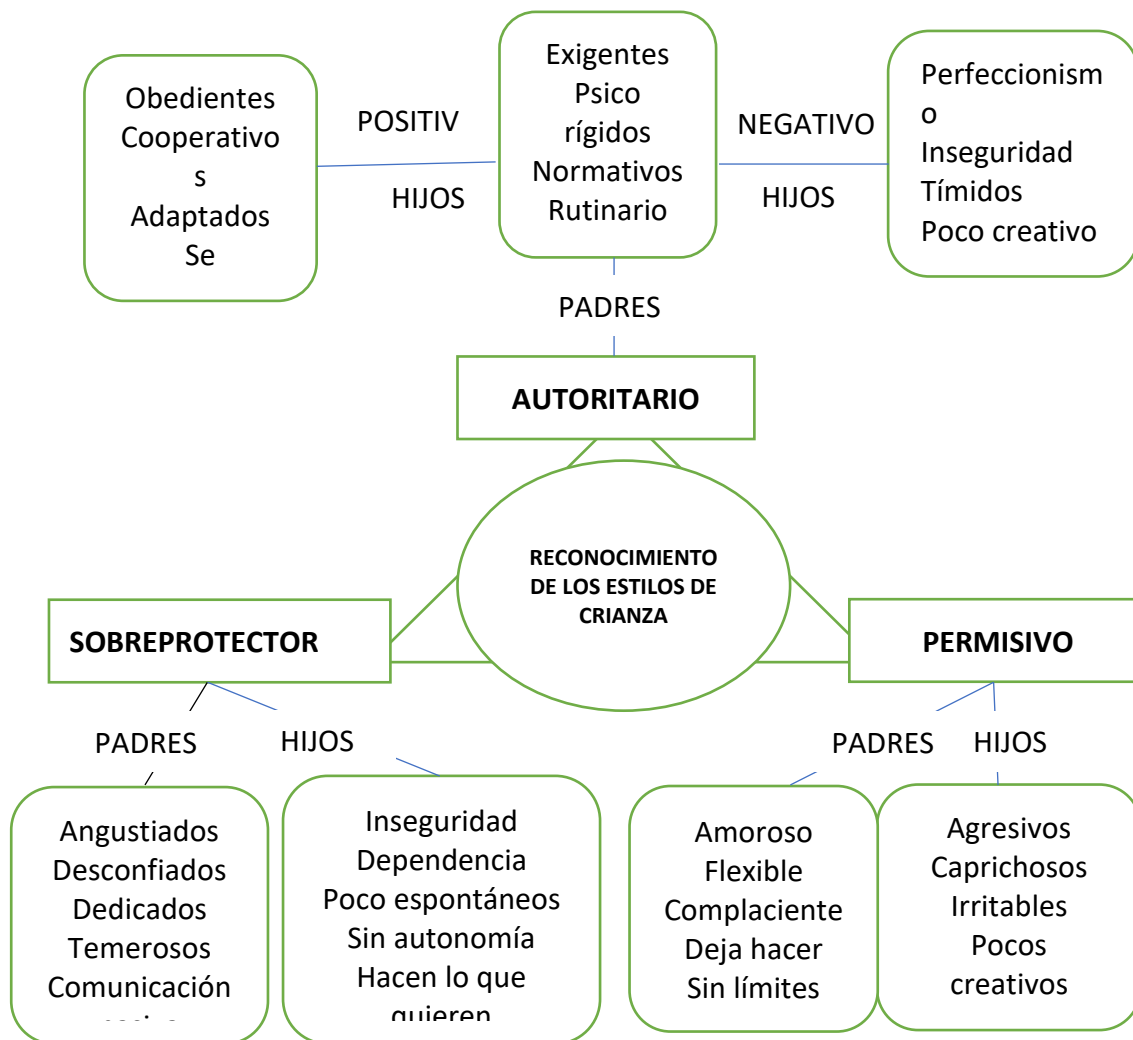 Obedientes
Cooperativo
s
Adaptados
Se
POSITIV
HIJOS
Exigentes
Psico
rígidos
Normativos
Rutinario
NEGATIVO
HIJOS
Perfeccionism
o
Inseguridad
Tímidos
Poco creativo
PADRES
AUTORITARIO
RECONOCIMIENTO
DE LOS ESTILOS DE
CRIANZA
SOBREPROTECTOR
PERMISIVO
PADRES
HIJOS
PADRES
HIJOS
Angustiados
Desconfiados
Dedicados
Temerosos
Comunicación
Inseguridad
Dependencia
Poco espontáneos
Sin autonomía
Hacen lo que
quieren
Amoroso
Flexible
Complaciente
Deja hacer
Sin límites
Agresivos
Caprichosos
Irritables
Pocos
creativos